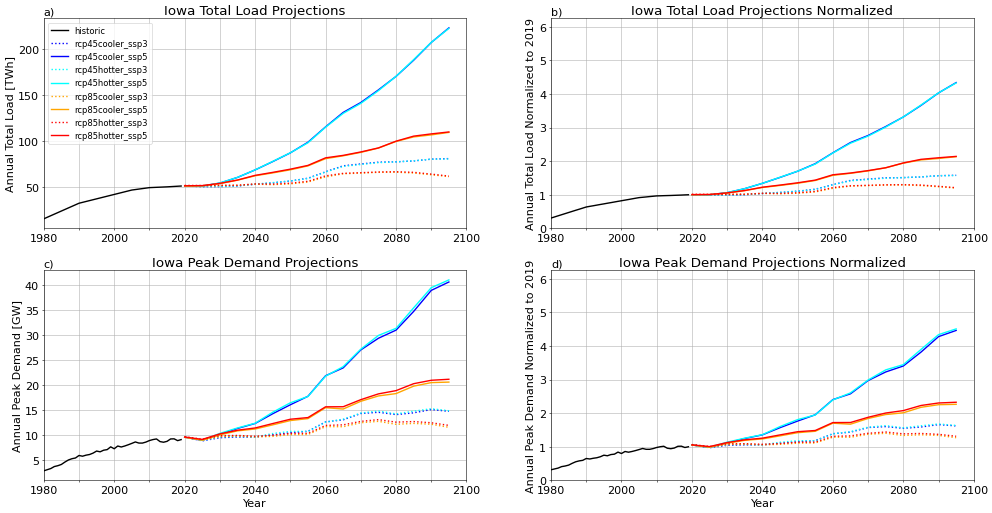 a)
Iowa Total Load Projections
Annual Total Load [TWh]
200
150
100
50
historic
rcp45cooler_ssp3
rcp45cooler_ssp5
rcp45hotter_ssp3
rcp45hotter_ssp5
rcp85cooler_ssp3
rcp85cooler_ssp5
rcp85hotter_ssp3
rcp85hotter_ssp5
1980 2000 2020 2040 2060 2080 2100
b)
Iowa Total Load Projections Normalized
Annual Total Load Normalized to 2019
6
5
4
3
2
1
0
1980 2000 2020 2040 2060 2080 2100
c)
Iowa Peak Demand Projections
Annual Peak Demand [GW]
40
35
30
25
20
15
10
5
1980 2000 2020 2040 2060 2080 2100
Year
d)
Iowa Peak Demand Projections Normalized
Annual Peak Demand Normalized to 2019
6
5
4
3
2
1
0
1980 2000 2020 2040 2060 2080 2100
Year